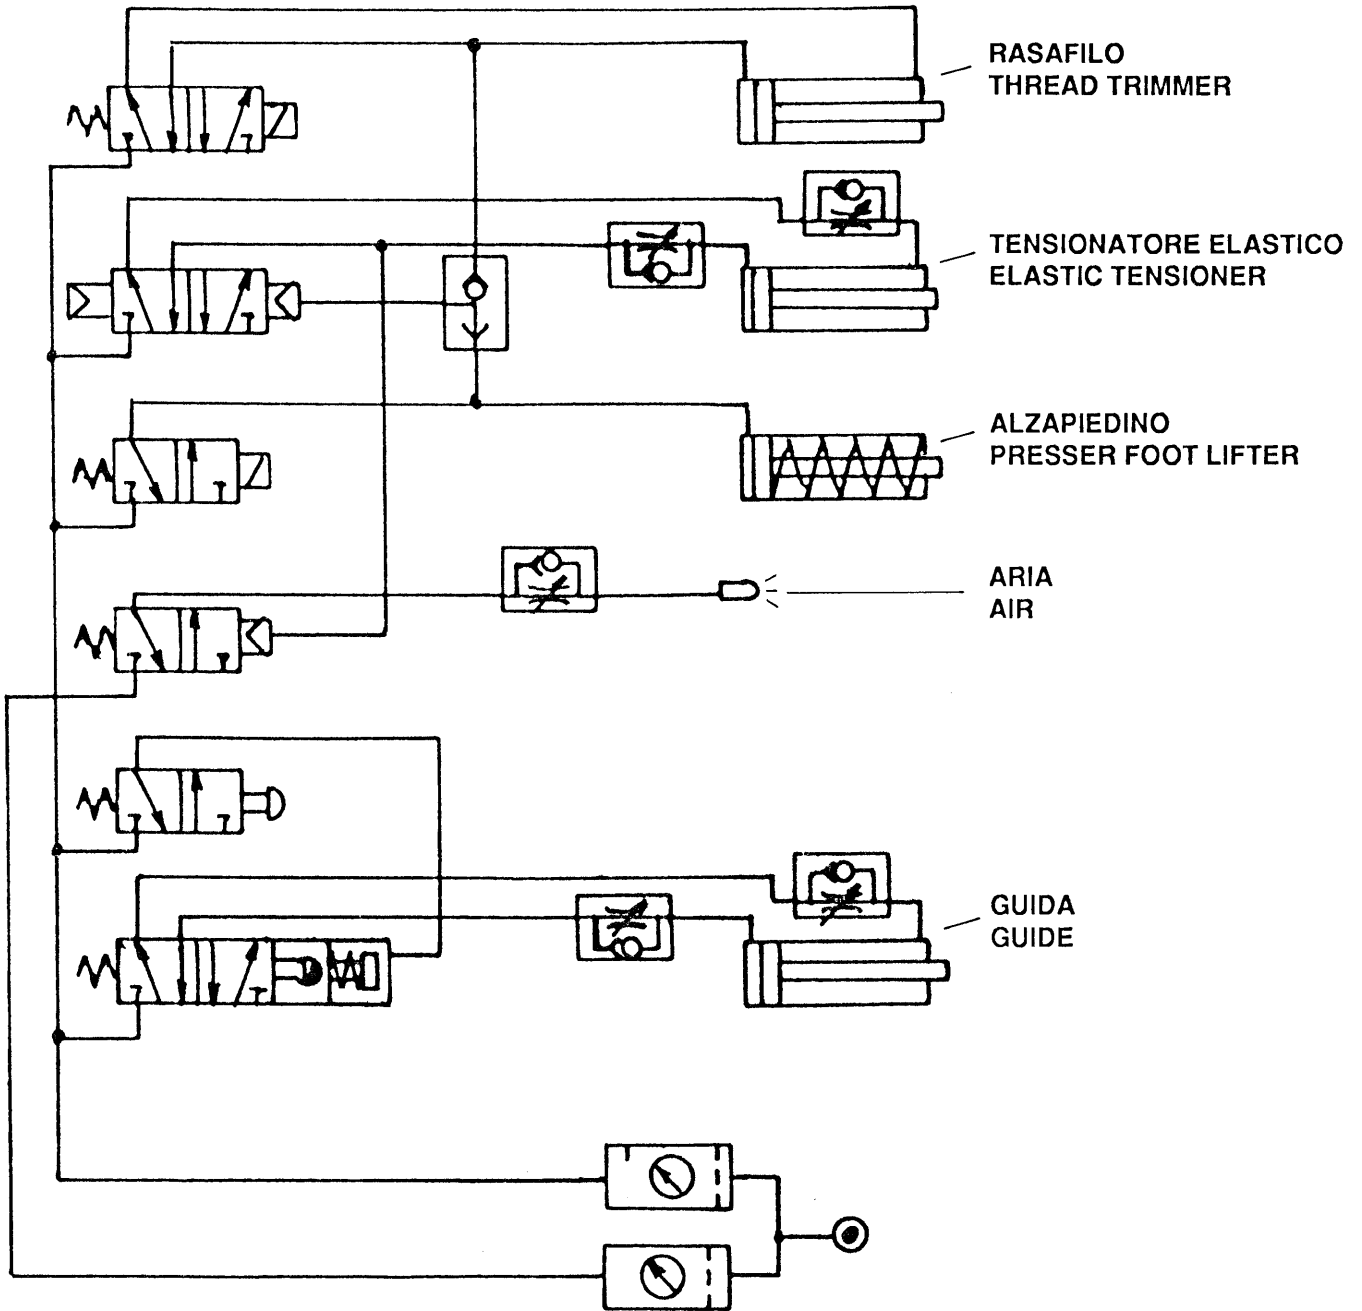 RASAFILO
THREAD TRIMMER
TENSIONATORE ELASTICO
ELASTIC TENSIONER
ALZAPIEDINO
PRESSER FOOT LIFTER
ARIA
AIR
GUIDA
GUIDE